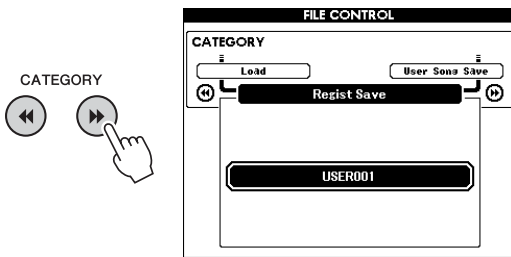 FILE CONTROL
CATEGORY
Load
User Song Save
CATEGORY
Regist Save
USER001